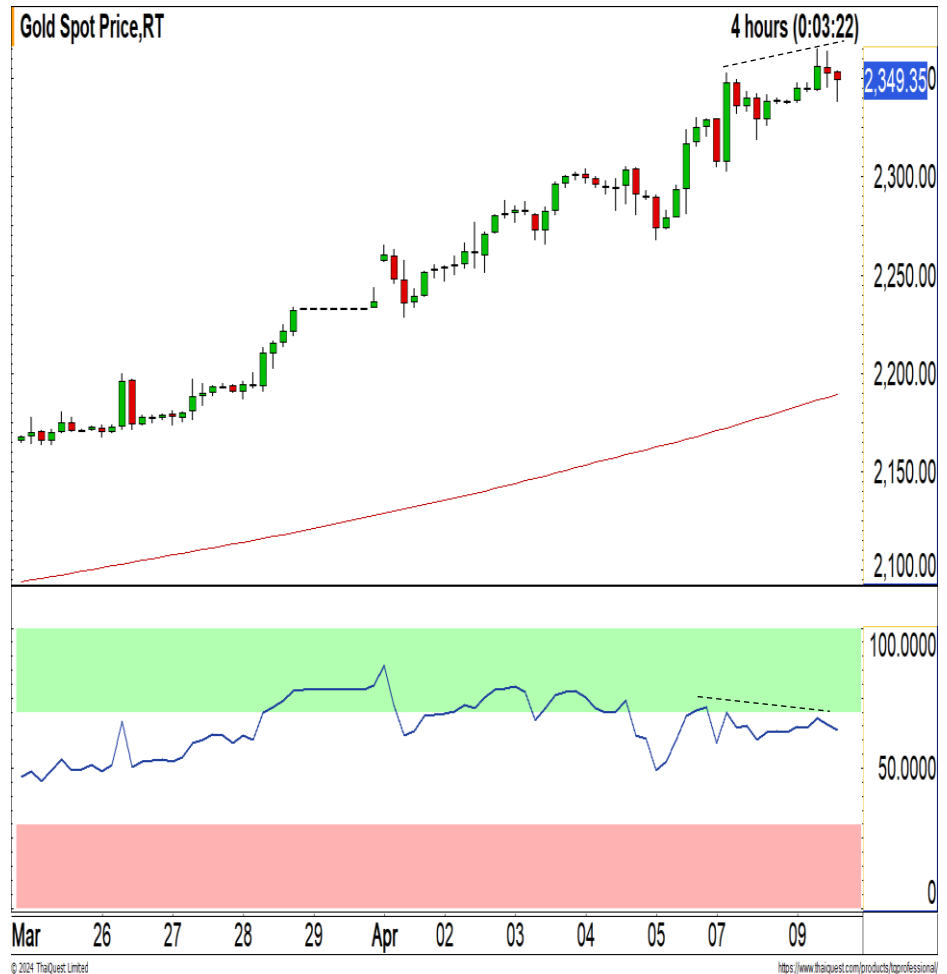 Gold Spot Price,RT
4 hours (0:03:22)
2,349.35
2,300.00
2,250.00
2,200.00
2,150.00
2,100.00
100.0000
50.0000
0
Mar 26 27 28 29 Apr 02 03 04 05 07 09
© 2024 ThaiQuest Limited
https://www.thaiquest.com/products/tqprofessional/